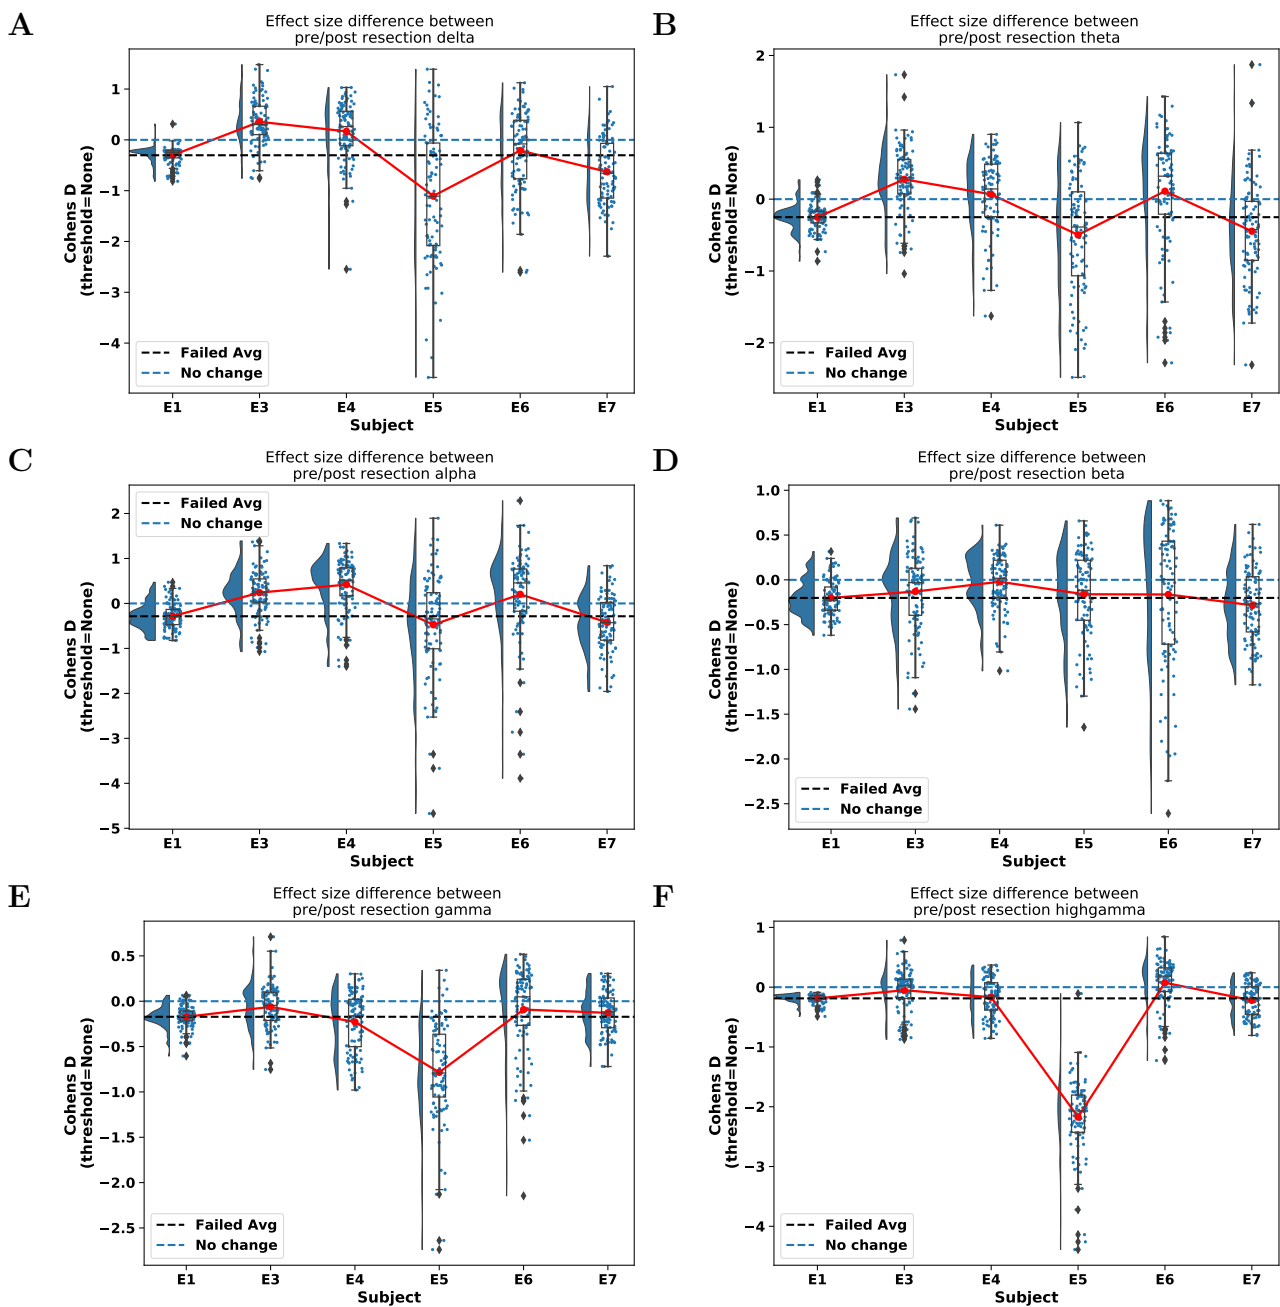 A
Effect size difference between
pre/post resection delta
Cohens D
(threshold=None)
1
0
−1
−2
−3
−4
Failed Avg
No change
E1 E3 E4 E5 E6 E7
Subject
B
Effect size difference between
pre/post resection theta
Cohens D
(threshold=None)
2
1
0
−1
−2
Failed Avg
No change
E1 E3 E4 E5 E6 E7
Subject
C
Effect size difference between
pre/post resection alpha
Cohens D
(threshold=None)
2
1
0
−1
−2
−3
−4
−5
Failed Avg
No change
E1 E3 E4 E5 E6 E7
Subject
D
Effect size difference between
pre/post resection beta
Cohens D
(threshold=None)
1.0
0.5
0.0
−0.5
−1.0
−1.5
−2.0
−2.5
Failed Avg
No change
E1 E3 E4 E5 E6 E7
Subject
E
Effect size difference between
pre/post resection gamma
Cohens D
(threshold=None)
0.5
0.0
−0.5
−1.0
−1.5
−2.0
−2.5
Failed Avg
No change
E1 E3 E4 E5 E6 E7
Subject
F
Effect size difference between
pre/post resection highgamma
Cohens D
(threshold=None)
1
0
−1
−2
−3
−4
Failed Avg
No change
E1 E3 E4 E5 E6 E7
Subject